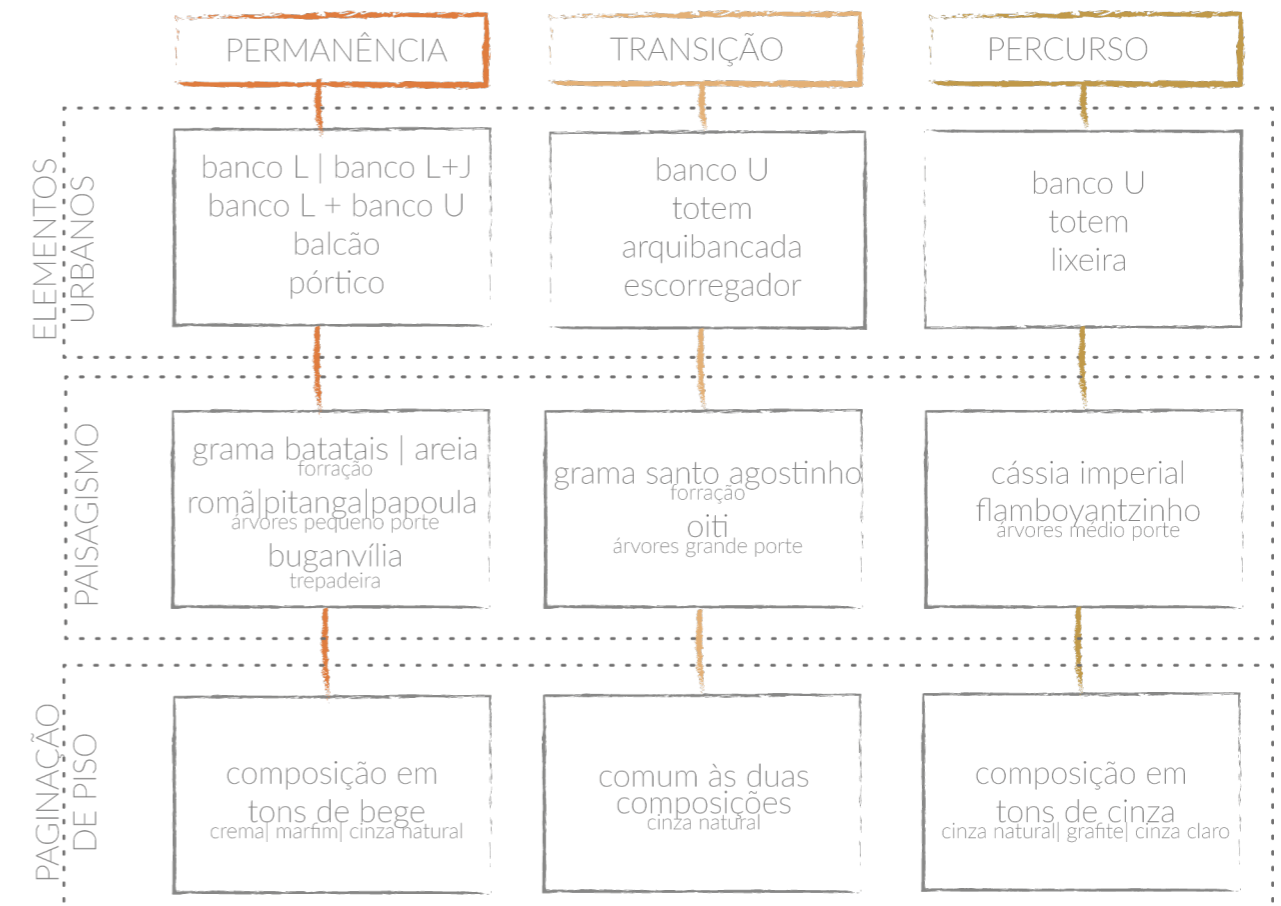 PERMANÊNCIA
TRANSIÇÃO
PERCURSO
ELEMENTOS
URBANOS
banco L | banco L+J
banco L + banco U
balcão
pórtico
banco U
totem
arquibancada
escorregador
banco U
totem
lixeira
PAISAGISMO
grama batatais | areia
forração
romã|pitanga|papoula
árvores pequeno porte
buganvília
trepadeira
grama santo agostinho
forração
oiti
árvores grande porte
cássia imperial
flamboyantzinho
árvores médio porte
PAGINAÇÃO
DE PISO
composição em
tons de bege
crema| marfim| cinza natural
comum às duas
composições
cinza natural
composição em
tons de cinza
cinza natural| grafite| cinza claro